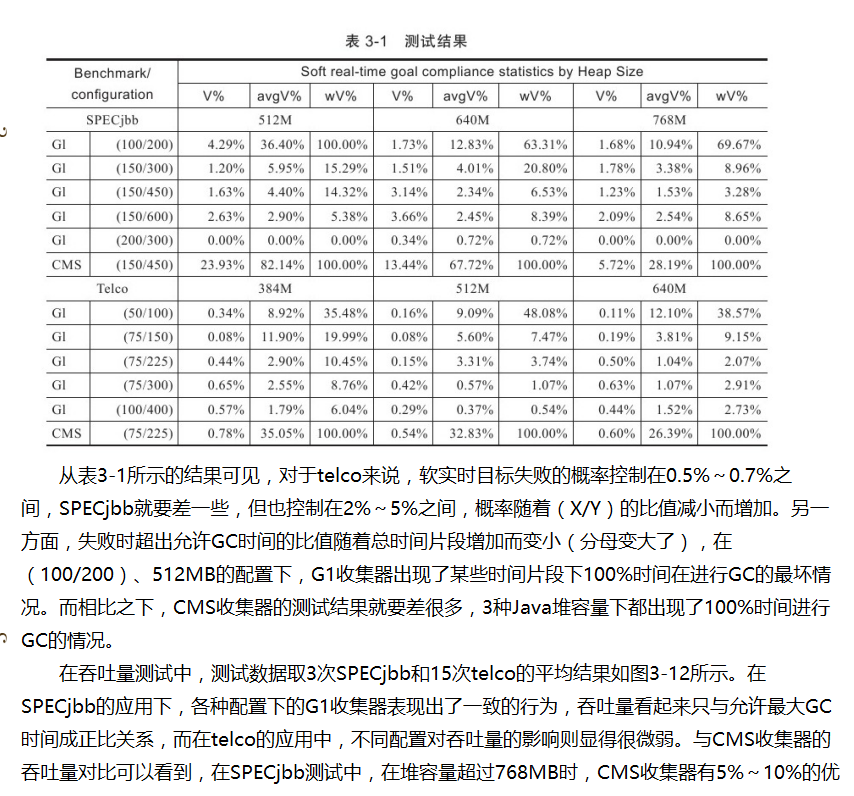 表 3-1 测试结果
Benchmark/ configuration Soft real-time goal compliance statistics by Heap Size
V% avgV% wV% V% avgV% wV% V% avgV% wV%
SPECjbb 512M 640M 768M
Gl (100/200) 4.29% 36.40% 100.00% 1.73% 12.83% 63.31% 1.68% 10.94% 69.67%
Gl (150/300) 1.20% 5.95% 15.29% 1.51% 4.01% 20.80% 1.78% 3.38% 8.96%
Gl (150/450) 1.63% 4.40% 14.32% 3.14% 2.34% 6.53% 1.23% 1.53% 3.28%
Gl (150/600) 2.63% 2.90% 5.38% 3.66% 2.45% 8.39% 2.09% 2.54% 8.65%
Gl (200/300) 0.00% 0.00% 0.00% 0.34% 0.72% 0.72% 0.00% 0.00% 0.00%
CMS (150/450) 23.93% 82.14% 100.00% 13.44% 67.72% 100.00% 5.72% 28.19% 100.00%
Telco 384M 512M 640M
Gl (50/100) 0.34% 8.92% 35.48% 0.16% 9.09% 48.08% 0.11% 12.10% 38.57%
Gl (75/150) 0.08% 11.90% 19.99% 0.08% 5.60% 7.47% 0.19% 3.81% 9.15%
Gl (75/225) 0.44% 2.90% 10.45% 0.15% 3.31% 3.74% 0.50% 1.04% 2.07%
Gl (75/300) 0.65% 2.55% 8.76% 0.42% 0.57% 1.07% 0.63% 1.07% 2.91%
Gl (100/400) 0.57% 1.79% 6.04% 0.29% 0.37% 0.54% 0.44% 1.52% 2.73%
CMS (75/225) 0.78% 35.05% 100.00% 0.54% 32.83% 100.00% 0.60% 26.39% 100.00%
从表3-1所示的结果可见，对于telco来说，软实时目标失败的概率控制在0.5%～0.7%之
间，SPECjbb就要差一些，但也控制在2%～5%之间，概率随着（X/Y）的比值减小而增加。另一
方面，失败时超出允许GC时间的比值随着总时间片段增加而变小（分母变大了），在
（100/200）、512MB的配置下，G1收集器出现了某些时间片段下100%时间在进行GC的最坏情
况。而相比之下，CMS收集器的测试结果就要差很多，3种Java堆容量下都出现了100%时间进行
GC的情况。
在吞吐量测试中，测试数据取3次SPECjbb和15次telco的平均结果如图3-12所示。在
SPECjbb的应用下，各种配置下的G1收集器表现出了一致的行为，吞吐量看起来只与允许最大GC
时间成正比关系，而在telco的应用中，不同配置对吞吐量的影响则显得很微弱。与CMS收集器的
吞吐量对比可以看到，在SPECjbb测试中，在堆容量超过768MB时，CMS收集器有5%～10%的优